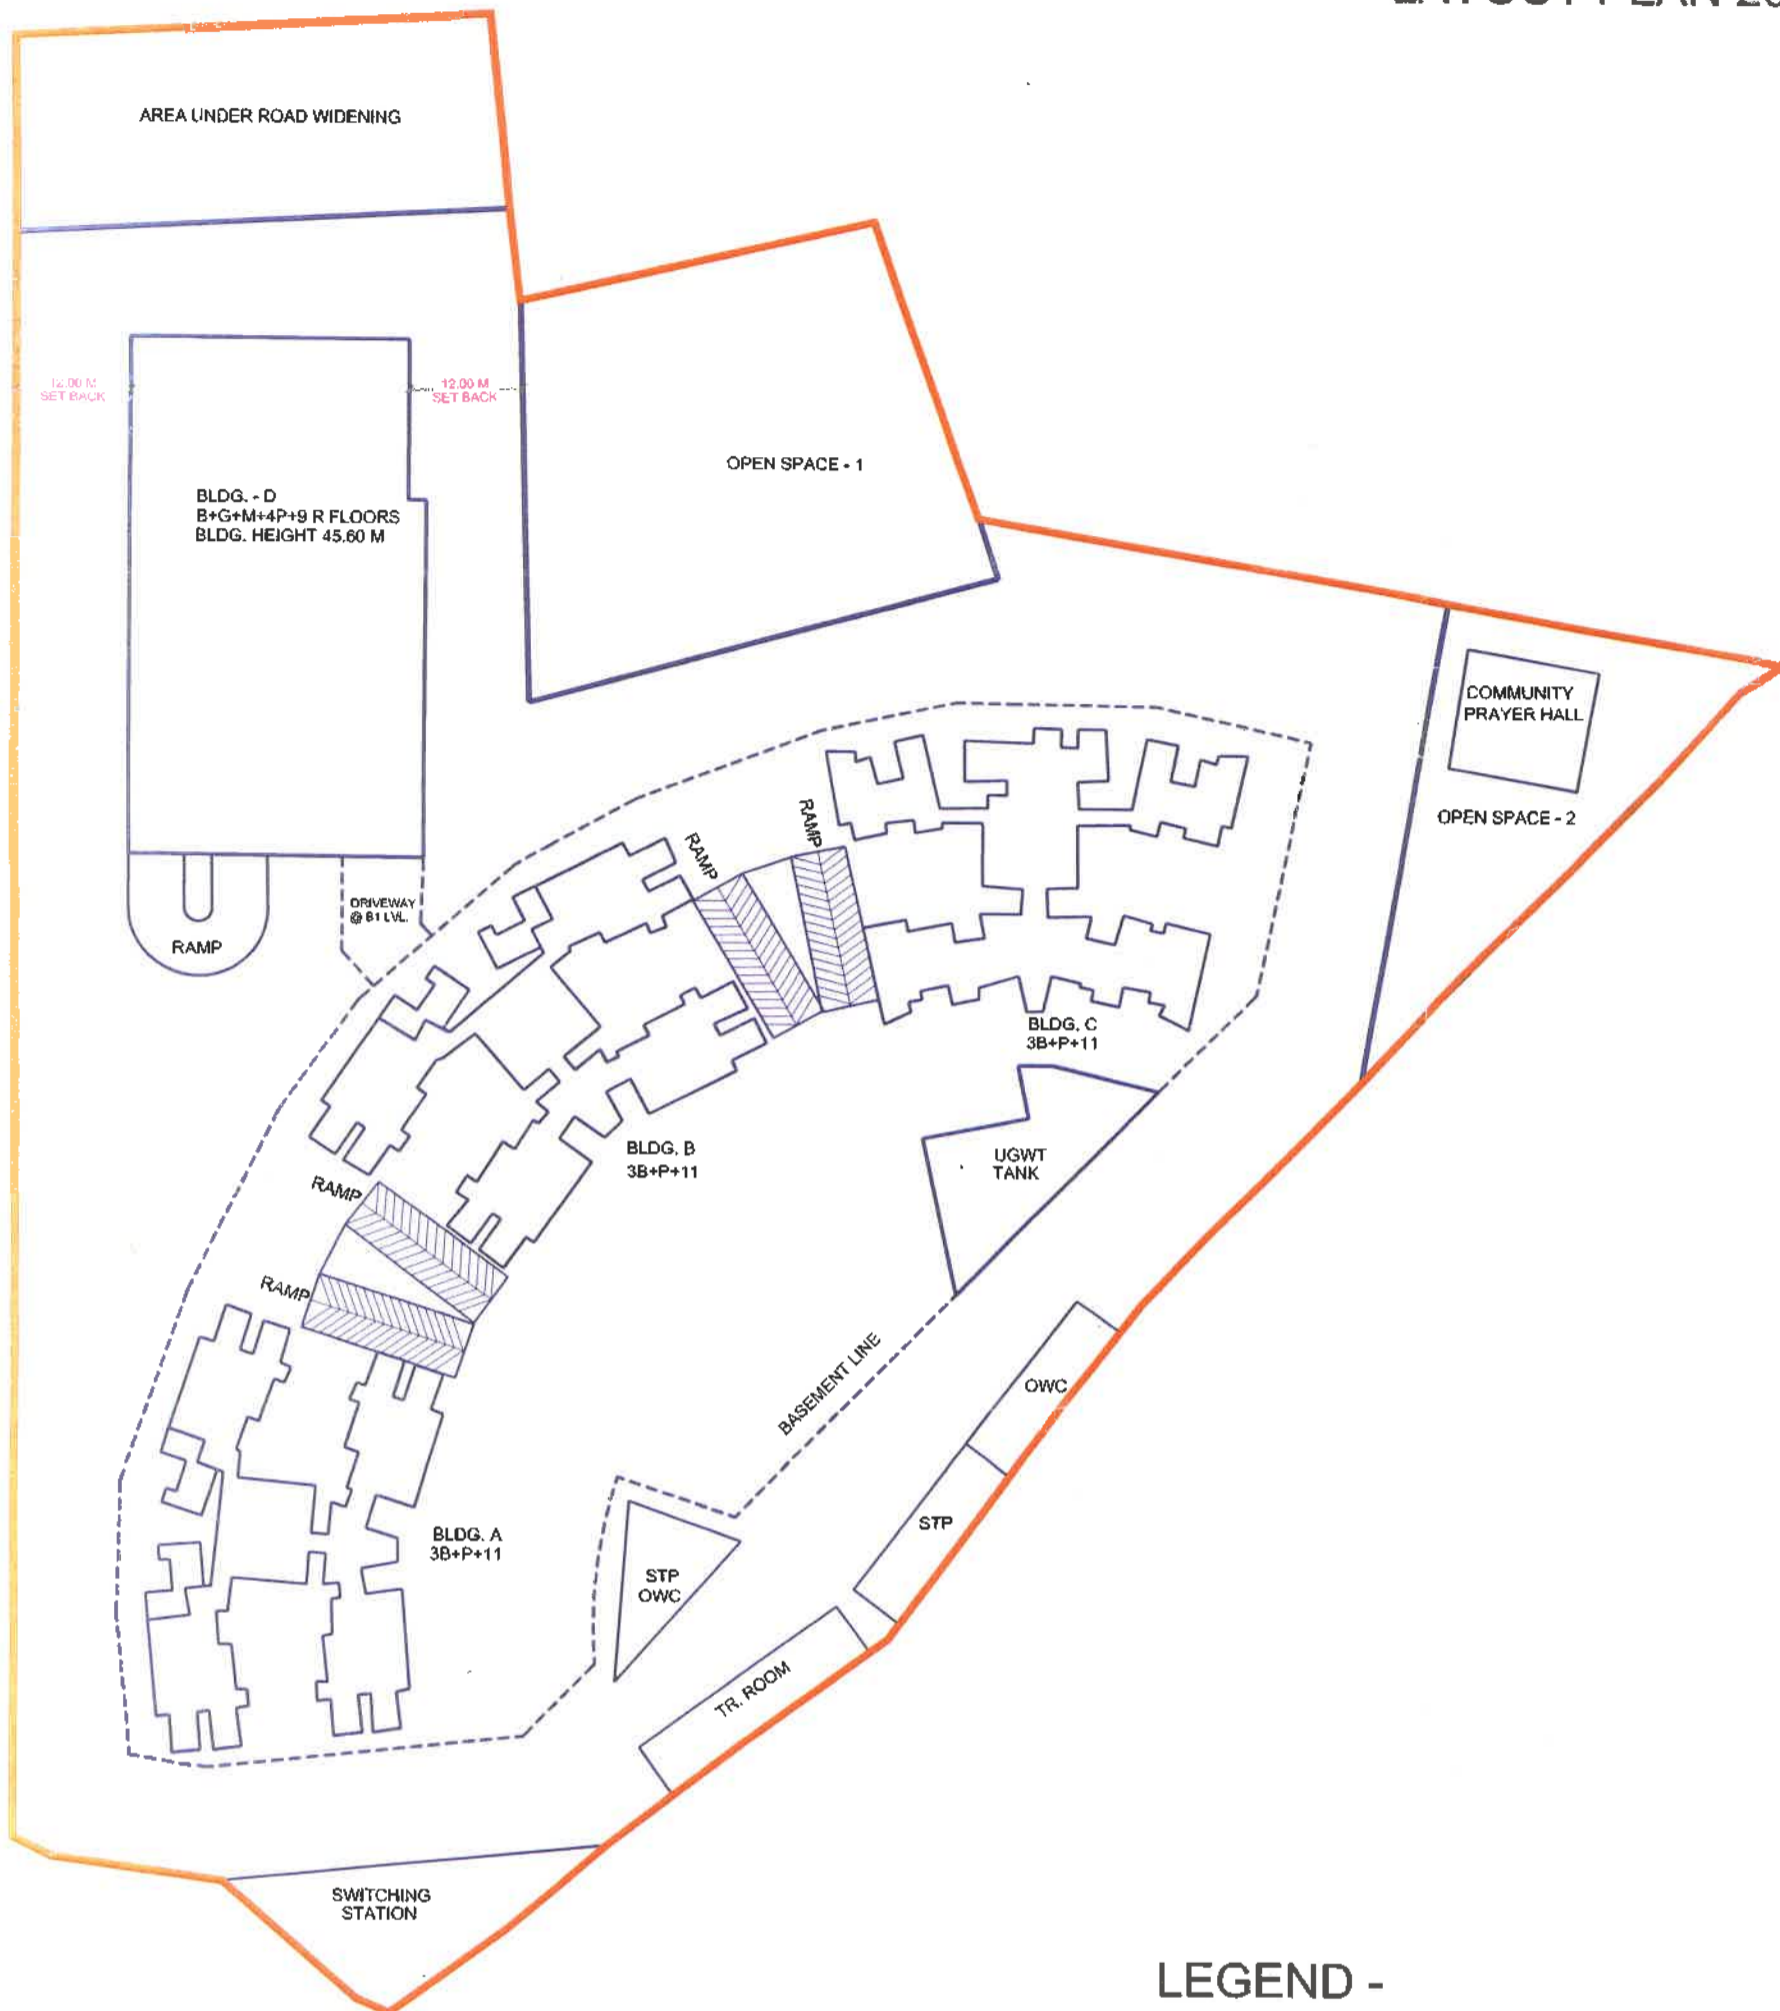 AREA UNDER ROAD WIDENING
12.00 M
SET BACK
12.00 M
SET BACK
OPEN SPACE - 1
BLDG. - D
B+G+M+4P+9 R FLOORS
BLDG. HEIGHT 45.60 M
COMMUNITY
PRAYER HALL
OPEN SPACE - 2
RAMP
RAMP
DRIVEWAY
@ B1 LVL.
RAMP
BLDG. C
3B+P+11
BLDG. B
3B+P+11
UGWT
TANK
RAMP
RAMP
BASEMENT LINE
OWC
STP
BLDG. A
3B+P+11
STP
OWC
TR. ROOM
SWITCHING
STATION
LEGEND -